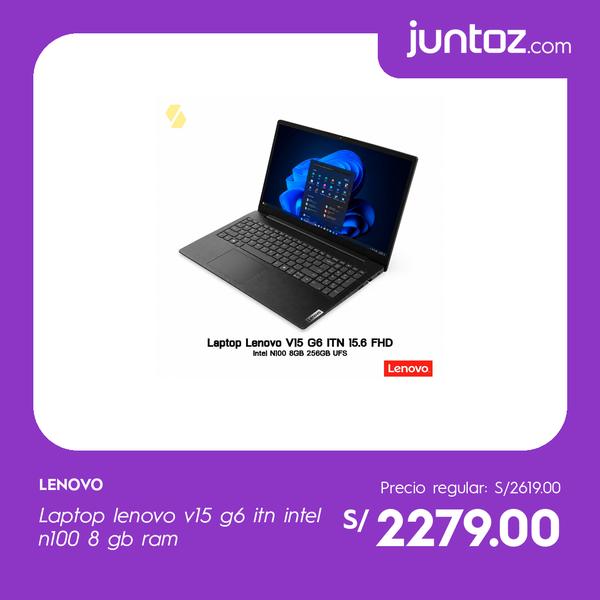 juntoz.com
Laptop Lenovo V15 G6 ITN 15.6 FHD
Intel N100 8GB 256GB UFS
Lenovo
LENOVO
Precio regular: S/2619.00
Laptop lenovo v15 g6 itn intel
n100 8 gb ram
S/ 2279.00